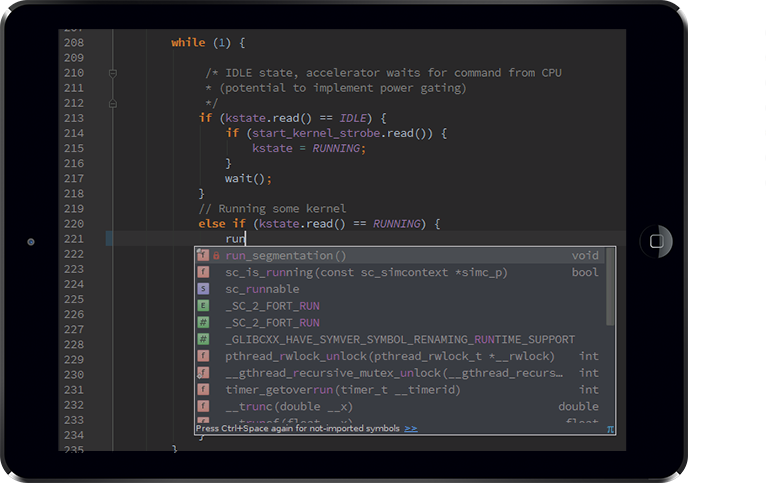 207
208 while (1) {
209
210 /* IDLE state, accelerator waits for command from CPU
211 * (potential to implement power gating)
212 */
213 if (kstate.read() == IDLE) {
214 if (start_kernel_strobe.read()) {
215 kstate = RUNNING;
216 }
217 wait();
218 }
219 // Running some kernel
220 else if (kstate.read() == RUNNING) {
221 run
222 f run_segmentation() void
223 f sc_is_running(const sc_simcontext *simc_p) bool
224 S sc_runnable
225 E _SC_2_FORT_RUN
226 # _SC_2_FORT_RUN
227 # _GLIBCXX_HAVE_SYMVER_SYMBOL_RENAMING_RUNTIME_SUPPORT
228 f pthread_rwlock_unlock(pthread_rwlock_t *__rwlock) int
229 f __gthread_recursive_mutex_unlock(__gthread_recurs… int
230 f timer_getoverrun(timer_t __timerid) int
231 f __trunc(double __x) double
232 f __truncf(float __x) float
233 Press Ctrl+Space again for not-imported symbols >> π
234 }
235 }